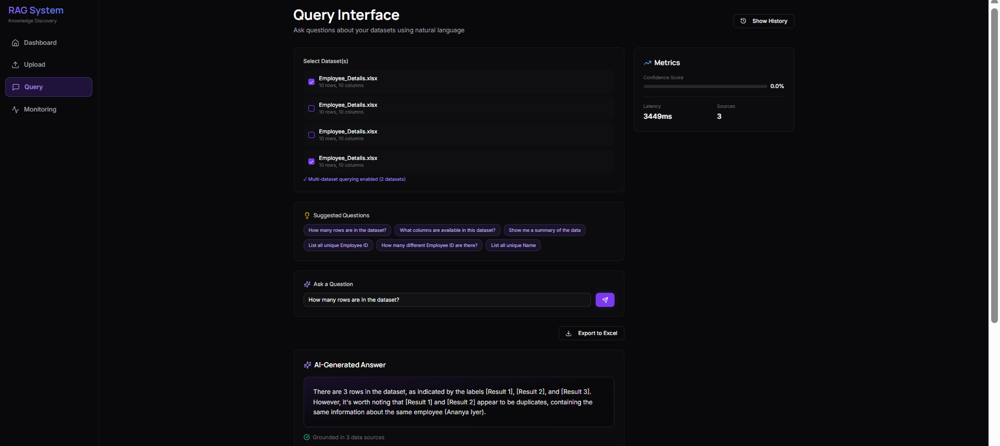 RAG System
Knowledge Discovery
Dashboard
Upload
Query
Monitoring
Query Interface
Ask questions about your datasets using natural language
Show History
Select Dataset(s)
Employee_Details.xlsx
10 rows, 10 columns
Employee_Details.xlsx
10 rows, 10 columns
Employee_Details.xlsx
10 rows, 10 columns
Employee_Details.xlsx
10 rows, 10 columns
✓ Multi-dataset querying enabled (2 datasets)
Metrics
Confidence Score
0.0%
Latency
Sources
3449ms
3
Suggested Questions
How many rows are in the dataset?
What columns are available in this dataset?
Show me a summary of the data
List all unique Employee ID
How many different Employee ID are there?
List all unique Name
Ask a Question
How many rows are in the dataset?
Export to Excel
AI-Generated Answer
There are 3 rows in the dataset, as indicated by the labels [Result 1], [Result 2], and [Result 3].
However, it's worth noting that [Result 1] and [Result 2] appear to be duplicates, containing the
same information about the same employee (Ananya Iyer).
Grounded in 3 data sources